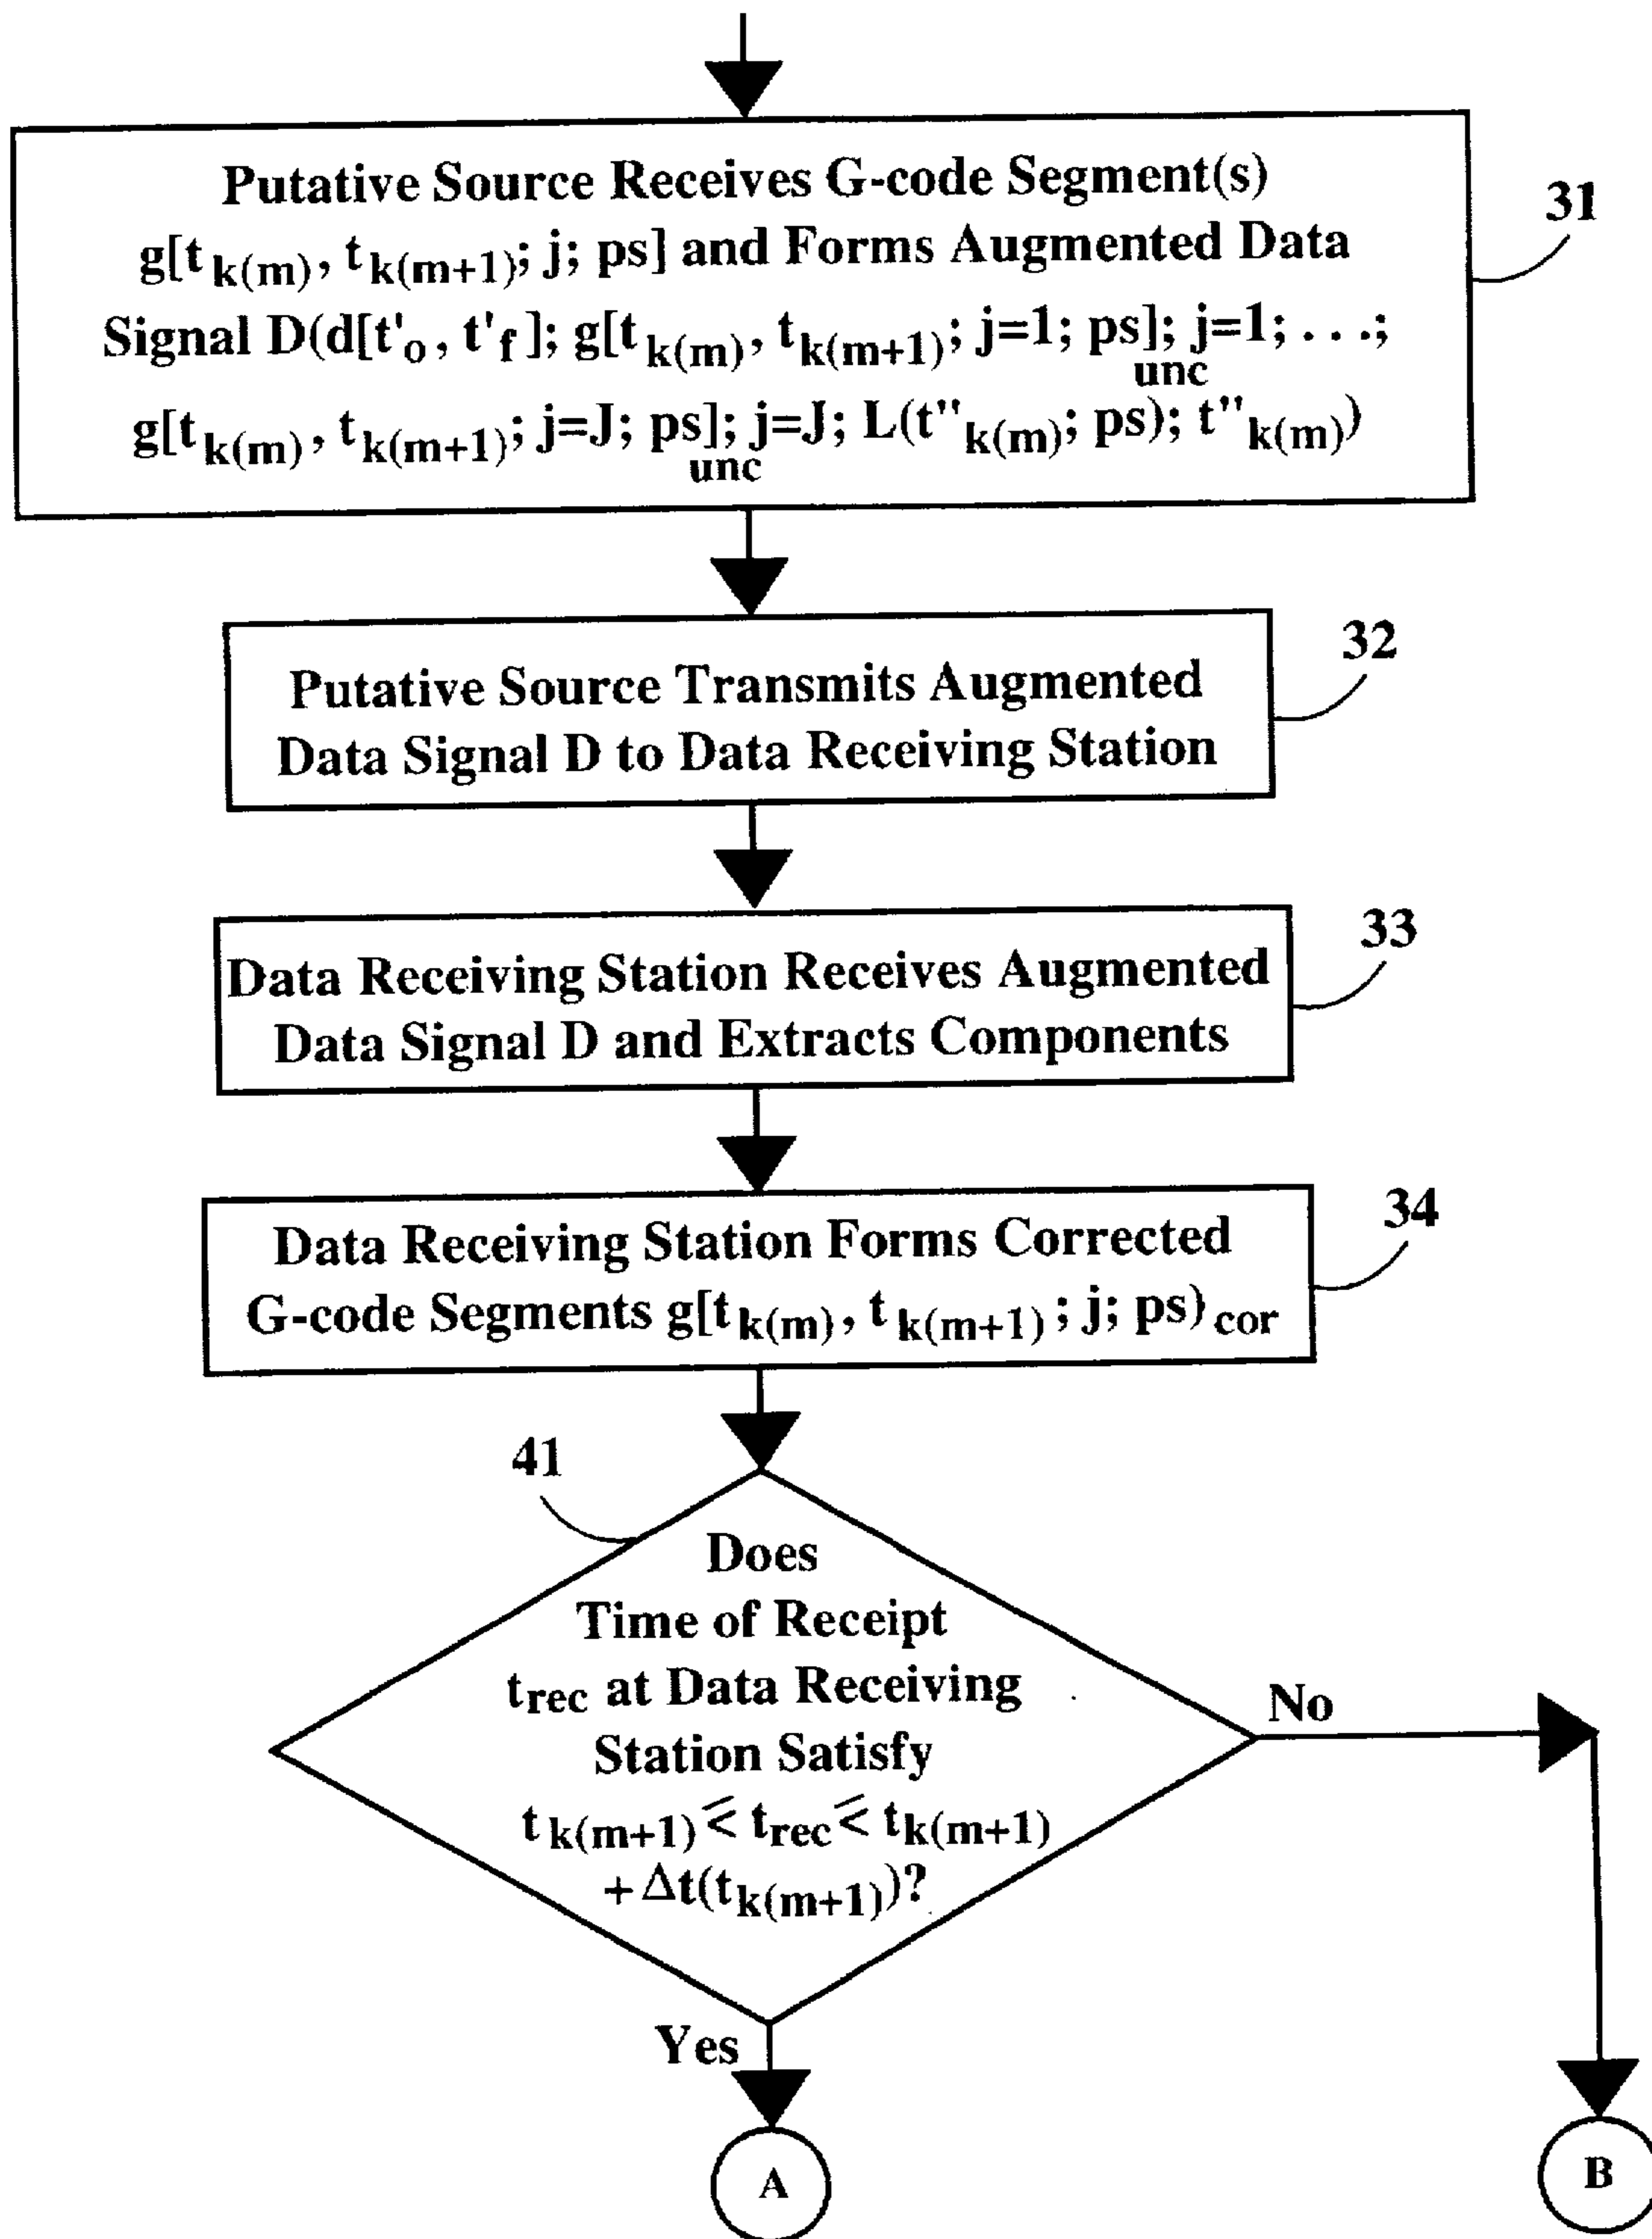 Putative Source Receives G-code Segment(s)
g[t k(m), t k(m+1); j; ps] and Forms Augmented Data
31
Signal D(d[t'o, t'f]; g[t k(m), t k(m+1); j=1; ps]unc; j=1; . . .;
g[t k(m), t k(m+1); j=J; ps]unc; j=J; L(t''k(m); ps); t''k(m))
Putative Source Transmits Augmented
32
Data Signal D to Data Receiving Station
Data Receiving Station Receives Augmented
33
Data Signal D and Extracts Components
Data Receiving Station Forms Corrected
34
G-code Segments g[t k(m), t k(m+1) ; j; ps)cor
41
Does
Time of Receipt
trec at Data Receiving
Station Satisfy
No
t k(m+1) ≤ trec ≤ t k(m+1)
+ Δt(t k(m+1))?
Yes
A
B